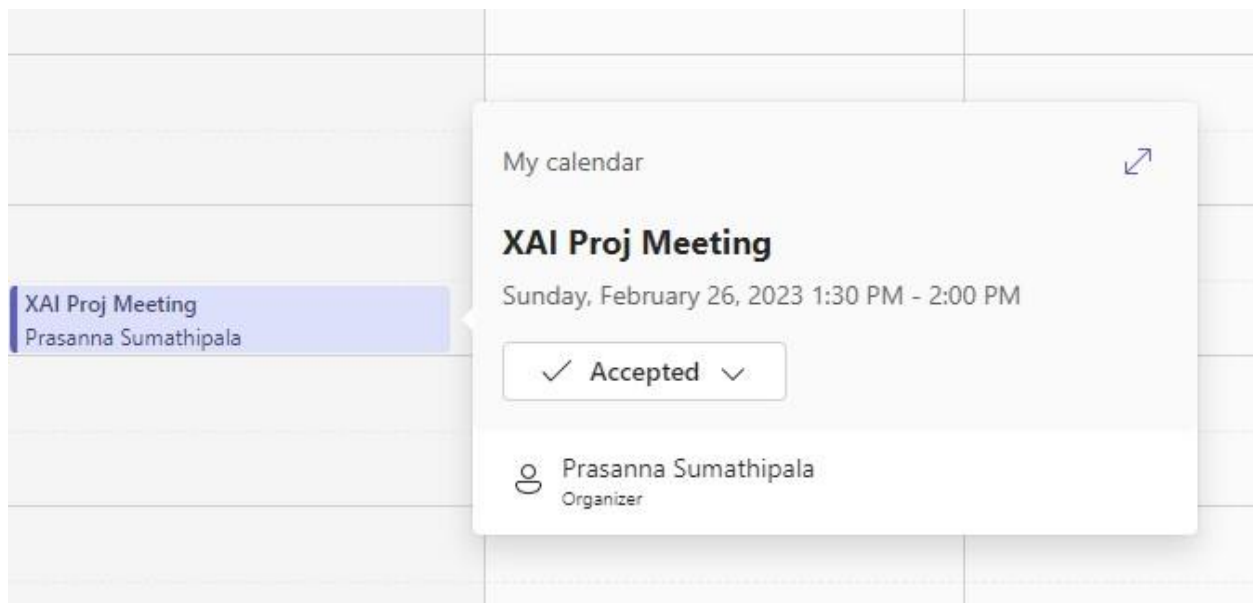 My calendar
XAI Proj Meeting
Sunday, February 26, 2023 1:30 PM - 2:00 PM
Accepted
Prasanna Sumathipala
Organizer
XAI Proj Meeting
Prasanna Sumathipala